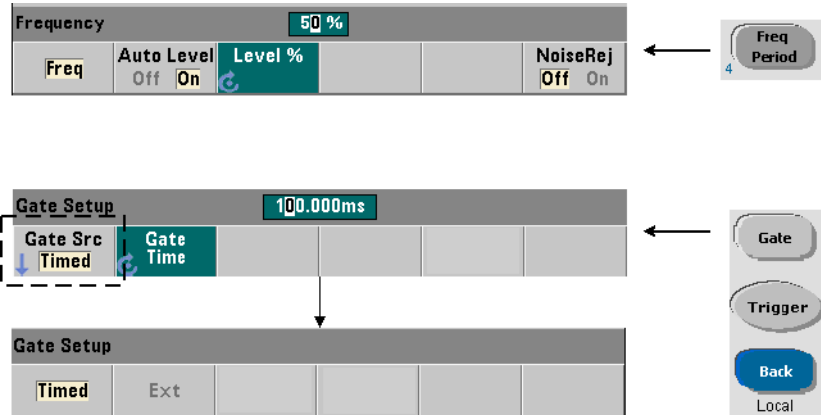 Frequency
50 %
Freq
Auto Level
Off On
Level %
NoiseRej
Off On
Freq
Period
4
Gate Setup
100.000ms
Gate Src
Timed
Gate
Time
Gate
Trigger
Gate Setup
Timed
Ext
Back
Local